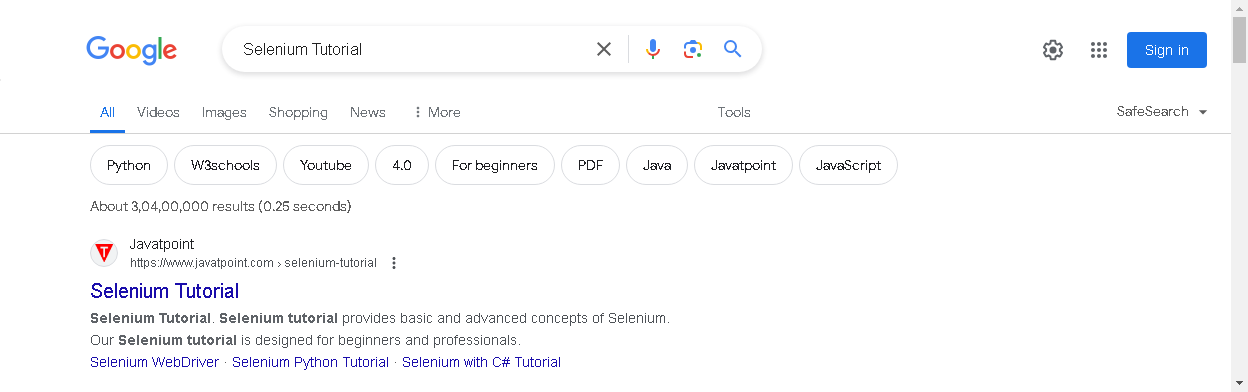 Google Selenium Tutorial Sign in
All Videos Images Shopping News More Tools SafeSearch
Python W3schools Youtube 4.0 For beginners PDF Java Javatpoint JavaScript
About 3,04,00,000 results (0.25 seconds)
Javatpoint
https://www.javatpoint.com › selenium-tutorial
Selenium Tutorial
Selenium Tutorial. Selenium tutorial provides basic and advanced concepts of Selenium.
Our Selenium tutorial is designed for beginners and professionals.
Selenium WebDriver · Selenium Python Tutorial · Selenium with C# Tutorial